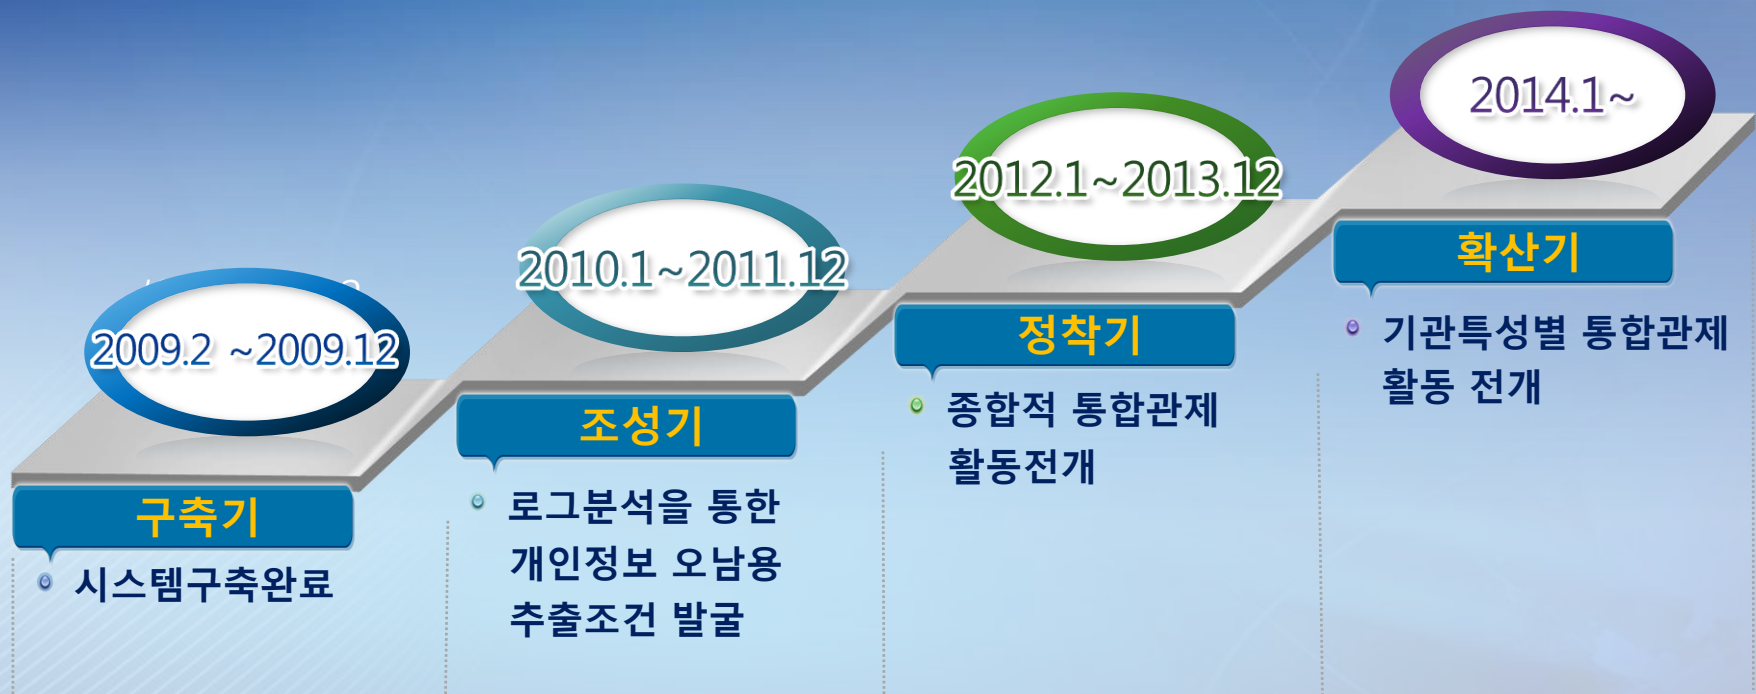 2009.2 ~2009.12
구축기
시스템구축완료
2010.1~2011.12
조성기
로그분석을 통한
개인정보 오남용
추출조건 발굴
2012.1~2013.12
정착기
종합적 통합관제
활동전개
2014.1~
확산기
기관특성별 통합관제
활동 전개